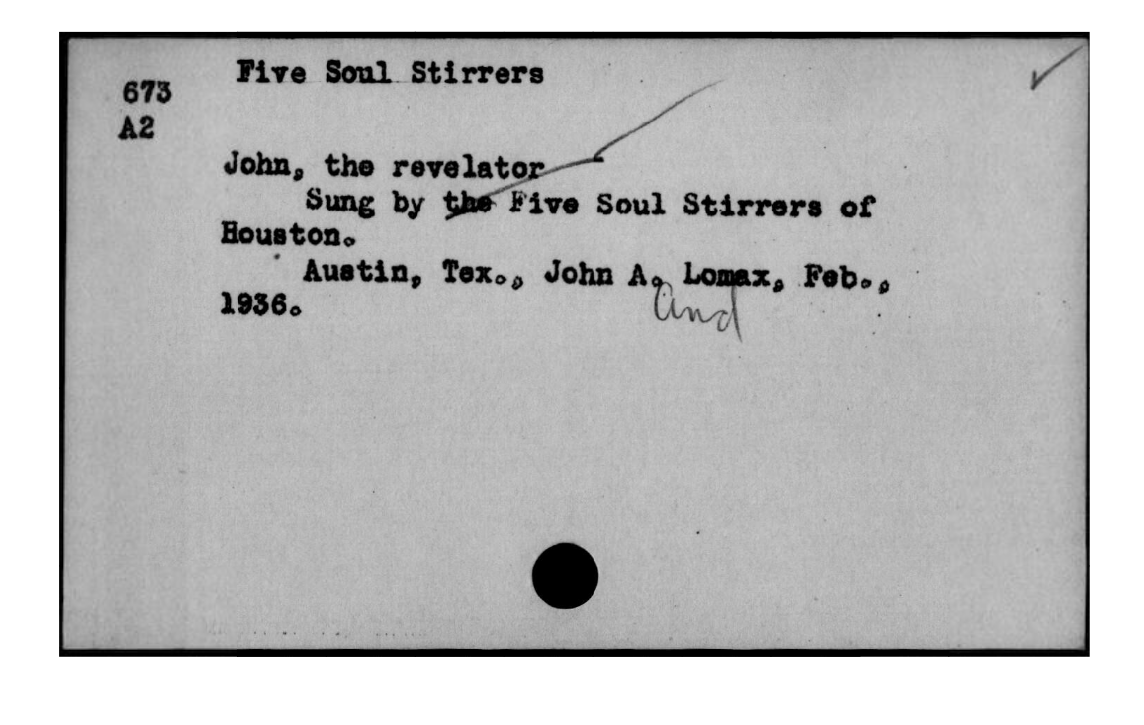 Five Soul Stirrers
673
A2
John, the revelator
Sung by the Five Soul Stirrers of
Houston.
Austin, Tex., John A. Lomax, Feb.,
and
1936.